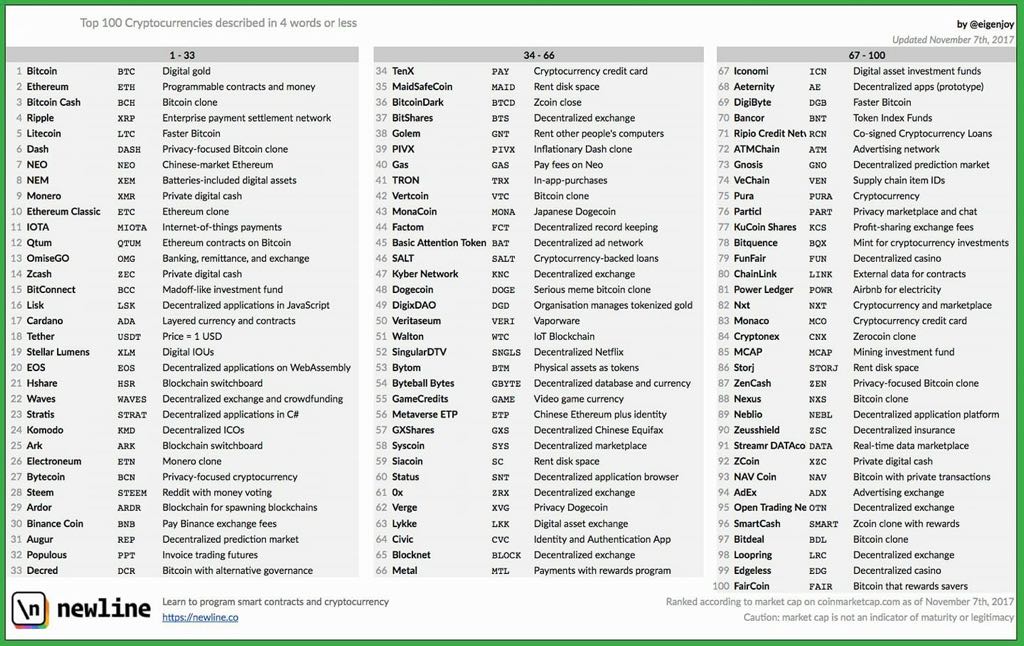 Top 100 Cryptocurrencies described in 4 words or less
by @eigenjoy
Updated November 7th, 2017
1 - 33
1 Bitcoin BTC Digital gold
2 Ethereum ETH Programmable contracts and money
3 Bitcoin Cash BCH Bitcoin clone
4 Ripple XRP Enterprise payment settlement network
5 Litecoin LTC Faster Bitcoin
6 Dash DASH Privacy-focused Bitcoin clone
7 NEO NEO Chinese-market Ethereum
8 NEM XEM Batteries-included digital assets
9 Monero XMR Private digital cash
10 Ethereum Classic ETC Ethereum clone
11 IOTA MIOTA Internet-of-things payments
12 Qtum QTUM Ethereum contracts on Bitcoin
13 OmiseGO OMG Banking, remittance, and exchange
14 Zcash ZEC Private digital cash
15 BitConnect BCC Madoff-like investment fund
16 Lisk LSK Decentralized applications in JavaScript
17 Cardano ADA Layered currency and contracts
18 Tether USDT Price = 1 USD
19 Stellar Lumens XLM Digital IOUs
20 EOS EOS Decentralized applications on WebAssembly
21 Hshare HSR Blockchain switchboard
22 Waves WAVES Decentralized exchange and crowdfunding
23 Stratis STRAT Decentralized applications in C#
24 Komodo KMD Decentralized ICOs
25 Ark ARK Blockchain switchboard
26 Electroneum ETN Monero clone
27 Bytecoin BCN Privacy-focused cryptocurrency
28 Steem STEEM Reddit with money voting
29 Ardor ARDR Blockchain for spawning blockchains
30 Binance Coin BNB Pay Binance exchange fees
31 Augur REP Decentralized prediction market
32 Populous PPT Invoice trading futures
33 Decred DCR Bitcoin with alternative governance
34 - 66
34 TenX PAY Cryptocurrency credit card
35 MaidSafeCoin MAID Rent disk space
36 BitcoinDark BTCD Zcoin close
37 BitShares BTS Decentralized exchange
38 Golem GNT Rent other people's computers
39 PIVX PIVX Inflationary Dash clone
40 Gas GAS Pay fees on Neo
41 TRON TRX In-app-purchases
42 Vertcoin VTC Bitcoin clone
43 MonaCoin MONA Japanese Dogecoin
44 Factom FCT Decentralized record keeping
45 Basic Attention Token BAT Decentralized ad network
46 SALT SALT Cryptocurrency-backed loans
47 Kyber Network KNC Decentralized exchange
48 Dogecoin DOGE Serious meme bitcoin clone
49 DigixDAO DGD Organisation manages tokenized gold
50 Veritaseum VERI Vaporware
51 Walton WTC IoT Blockchain
52 SingularDTV SNGLS Decentralized Netflix
53 Bytom BTM Physical assets as tokens
54 Byteball Bytes GBYTE Decentralized database and currency
55 GameCredits GAME Video game currency
56 Metaverse ETP ETP Chinese Ethereum plus identity
57 GXShares GXS Decentralized Chinese Equifax
58 Syscoin SYS Decentralized marketplace
59 Siacoin SC Rent disk space
60 Status SNT Decentralized application browser
61 0x ZRX Decentralized exchange
62 Verge XVG Privacy Dogecoin
63 Lykke LKK Digital asset exchange
64 Civic CVC Identity and Authentication App
65 Blocknet BLOCK Decentralized exchange
66 Metal MTL Payments with rewards program
67 - 100
67 Iconomi ICN Digital asset investment funds
68 Aeternity AE Decentralized apps (prototype)
69 DigiByte DGB Faster Bitcoin
70 Bancor BNT Token Index Funds
71 Ripio Credit Netv RCN Co-signed Cryptocurrency Loans
72 ATMChain ATM Advertising network
73 Gnosis GNO Decentralized prediction market
74 VeChain VEN Supply chain item IDs
75 Pura PURA Cryptocurrency
76 Particl PART Privacy marketplace and chat
77 KuCoin Shares KCS Profit-sharing exchange fees
78 Bitquence BQX Mint for cryptocurrency investments
79 FunFair FUN Decentralized casino
80 ChainLink LINK External data for contracts
81 Power Ledger POWR Airbnb for electricity
82 Nxt NXT Cryptocurrency and marketplace
83 Monaco MCO Cryptocurrency credit card
84 Cryptonex CNX Zerocoin clone
85 MCAP MCAP Mining investment fund
86 Storj STORJ Rent disk space
87 ZenCash ZEN Privacy-focused Bitcoin clone
88 Nexus NXS Bitcoin clone
89 Neblio NEBL Decentralized application platform
90 Zeusshield ZSC Decentralized insurance
91 Streamr DATAco DATA Real-time data marketplace
92 ZCoin XZC Private digital cash
93 NAV Coin NAV Bitcoin with private transactions
94 AdEx ADX Advertising exchange
95 Open Trading Ne OTN Decentralized exchange
96 SmartCash SMART Zcoin clone with rewards
97 Bitdeal BDL Bitcoin clone
98 Loopring LRC Decentralized exchange
99 Edgeless EDG Decentralized casino
100 FairCoin FAIR Bitcoin that rewards savers
\n newline
Learn to program smart contracts and cryptocurrency
https://newline.co
Ranked according to market cap on coinmarketcap.com as of November 7th, 2017
Caution: market cap is not an indicator of maturity or legitimacy